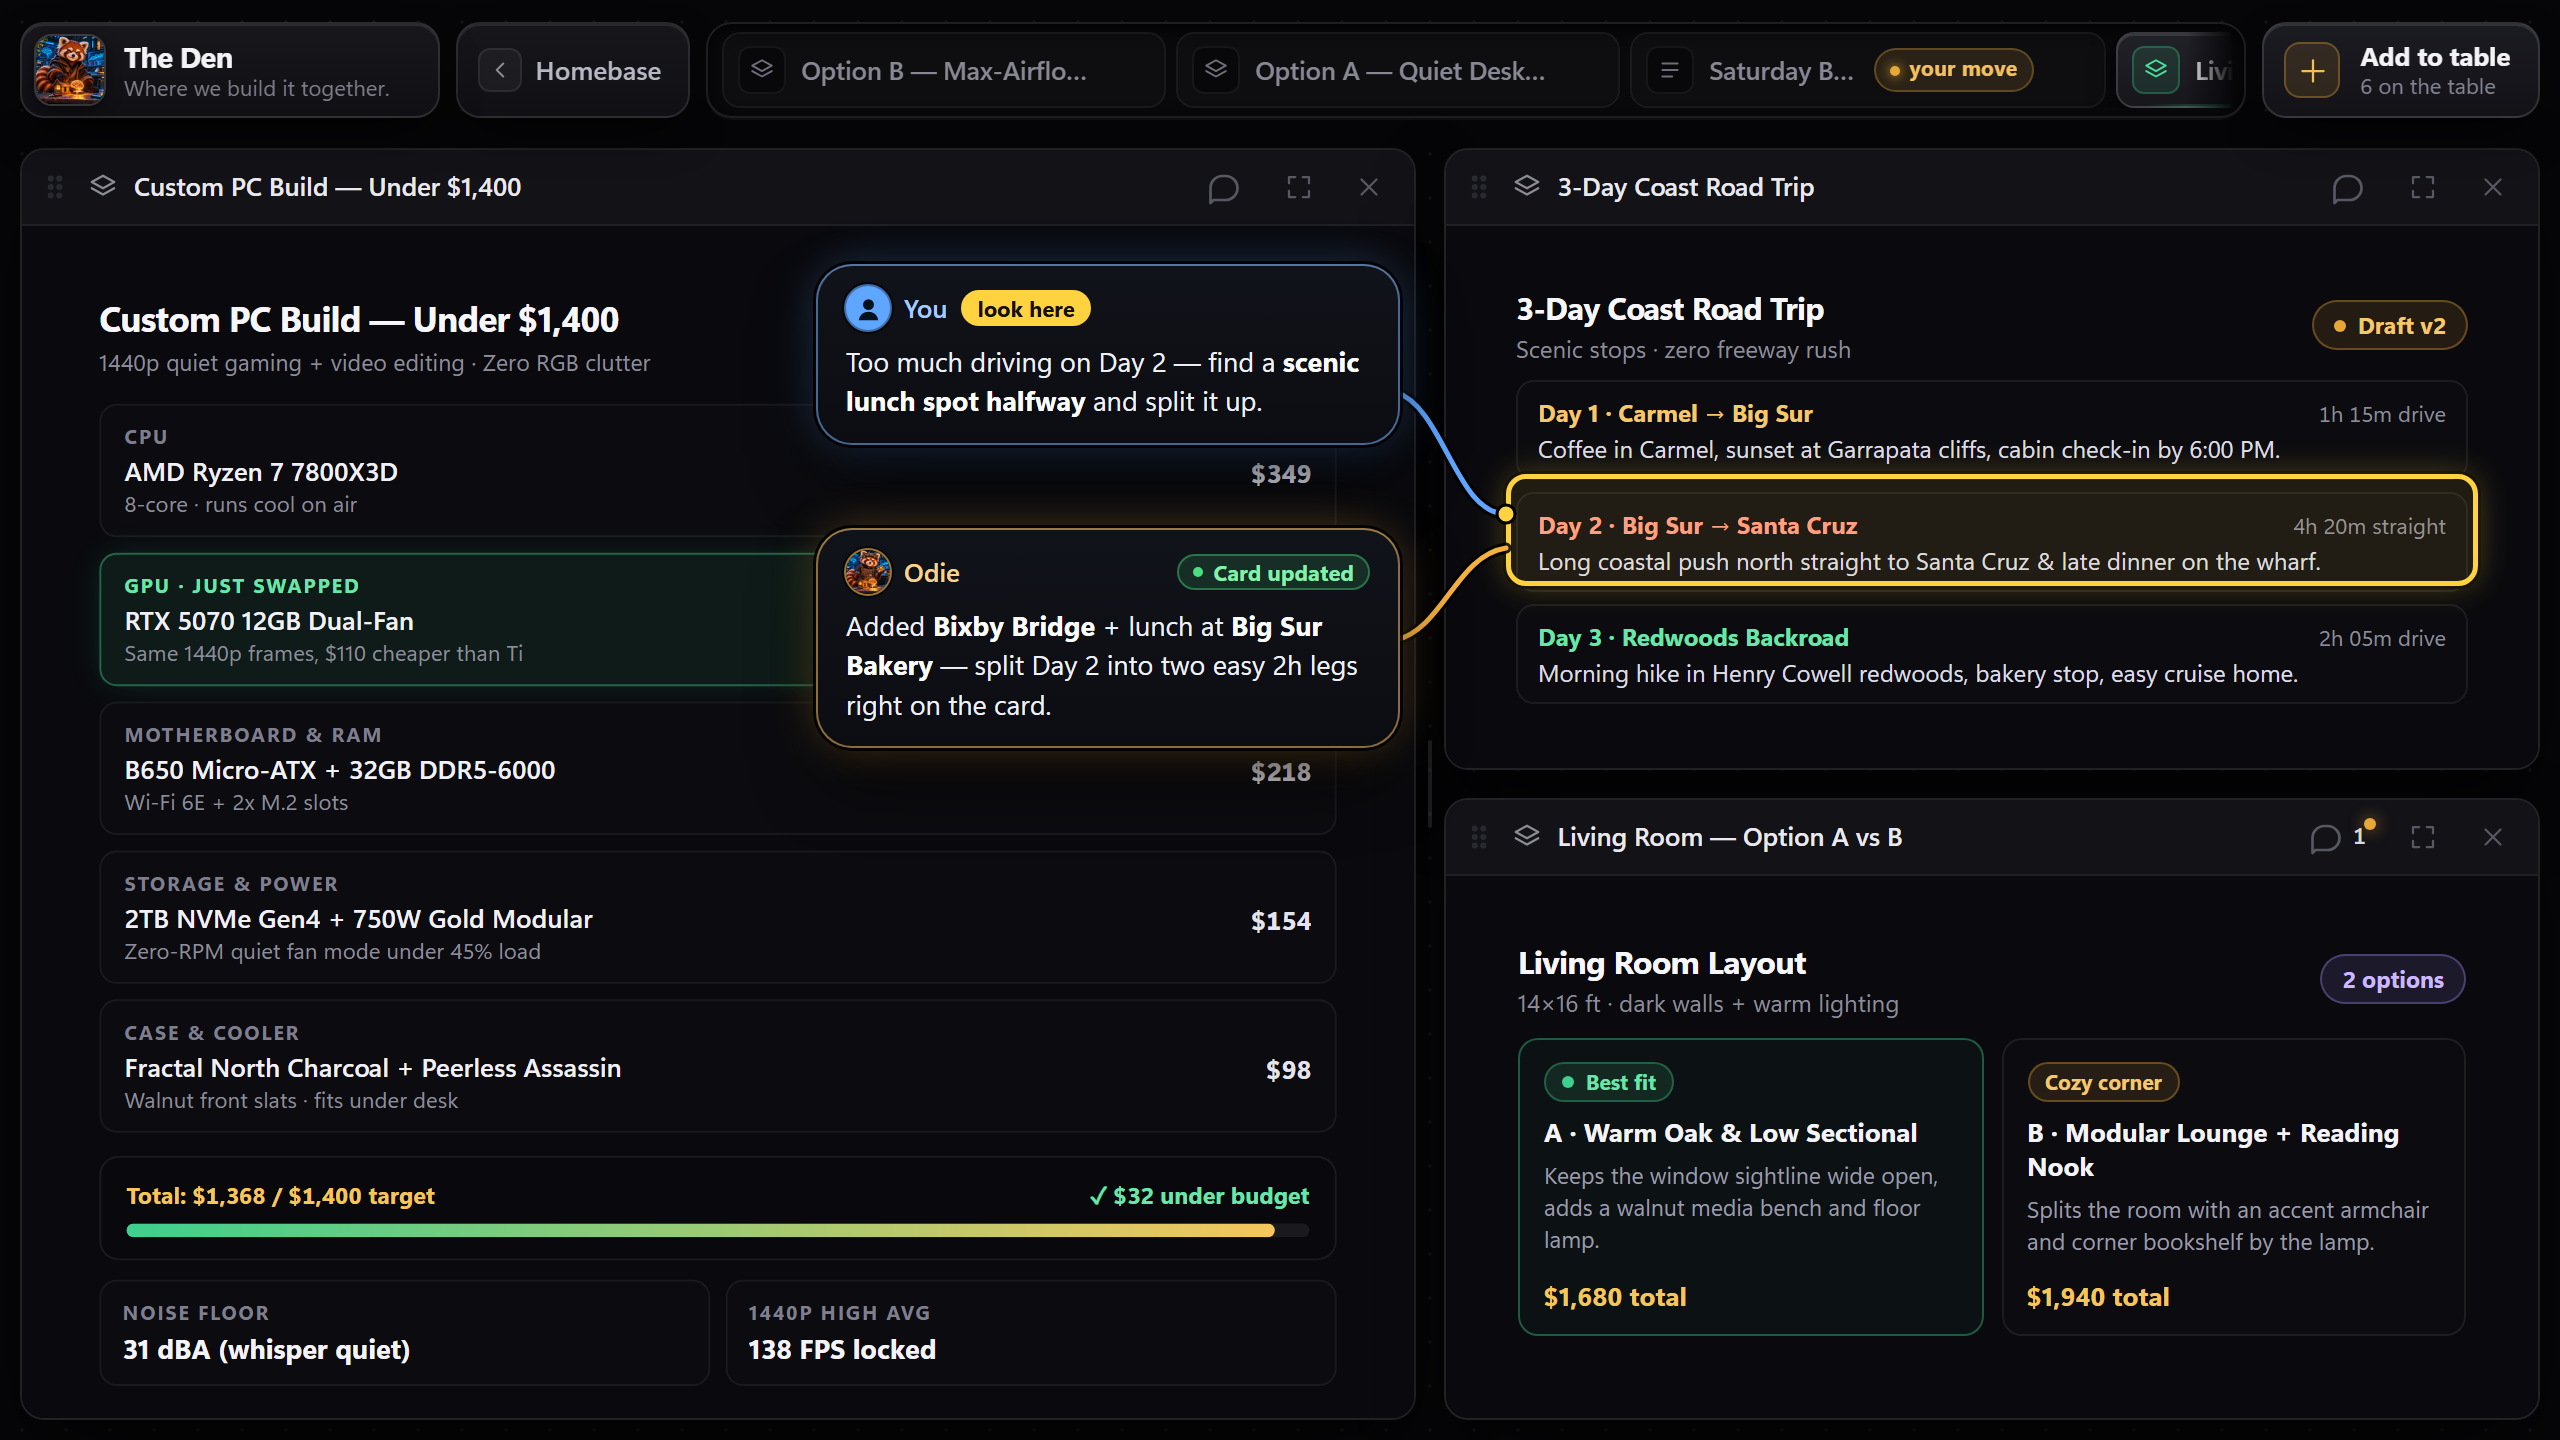 The Den
Where we build it together.
Homebase
Option B — Max-Airflo...
Option A — Quiet Desk...
Saturday B...
your move
Livi
Add to table
6 on the table
Custom PC Build — Under $1,400
Custom PC Build — Under $1,400
1440p quiet gaming + video editing · Zero RGB clutter
CPU
AMD Ryzen 7 7800X3D
8-core · runs cool on air
$349
GPU · JUST SWAPPED
RTX 5070 12GB Dual-Fan
Same 1440p frames, $110 cheaper than Ti
MOTHERBOARD & RAM
B650 Micro-ATX + 32GB DDR5-6000
Wi-Fi 6E + 2x M.2 slots
$218
STORAGE & POWER
2TB NVMe Gen4 + 750W Gold Modular
Zero-RPM quiet fan mode under 45% load
$154
CASE & COOLER
Fractal North Charcoal + Peerless Assassin
Walnut front slats · fits under desk
$98
Total: $1,368 / $1,400 target
✓ $32 under budget
NOISE FLOOR
31 dBA (whisper quiet)
1440P HIGH AVG
138 FPS locked
You
look here
Too much driving on Day 2 — find a scenic
lunch spot halfway and split it up.
Odie
Card updated
Added Bixby Bridge + lunch at Big Sur
Bakery — split Day 2 into two easy 2h legs
right on the card.
3-Day Coast Road Trip
3-Day Coast Road Trip
Scenic stops · zero freeway rush
Draft v2
Day 1 · Carmel → Big Sur
1h 15m drive
Coffee in Carmel, sunset at Garrapata cliffs, cabin check-in by 6:00 PM.
Day 2 · Big Sur → Santa Cruz
4h 20m straight
Long coastal push north straight to Santa Cruz & late dinner on the wharf.
Day 3 · Redwoods Backroad
2h 05m drive
Morning hike in Henry Cowell redwoods, bakery stop, easy cruise home.
Living Room — Option A vs B
1
Living Room Layout
14×16 ft · dark walls + warm lighting
2 options
Best fit
A · Warm Oak & Low Sectional
Keeps the window sightline wide open,
adds a walnut media bench and floor
lamp.
$1,680 total
Cozy corner
B · Modular Lounge + Reading
Nook
Splits the room with an accent armchair
and corner bookshelf by the lamp.
$1,940 total